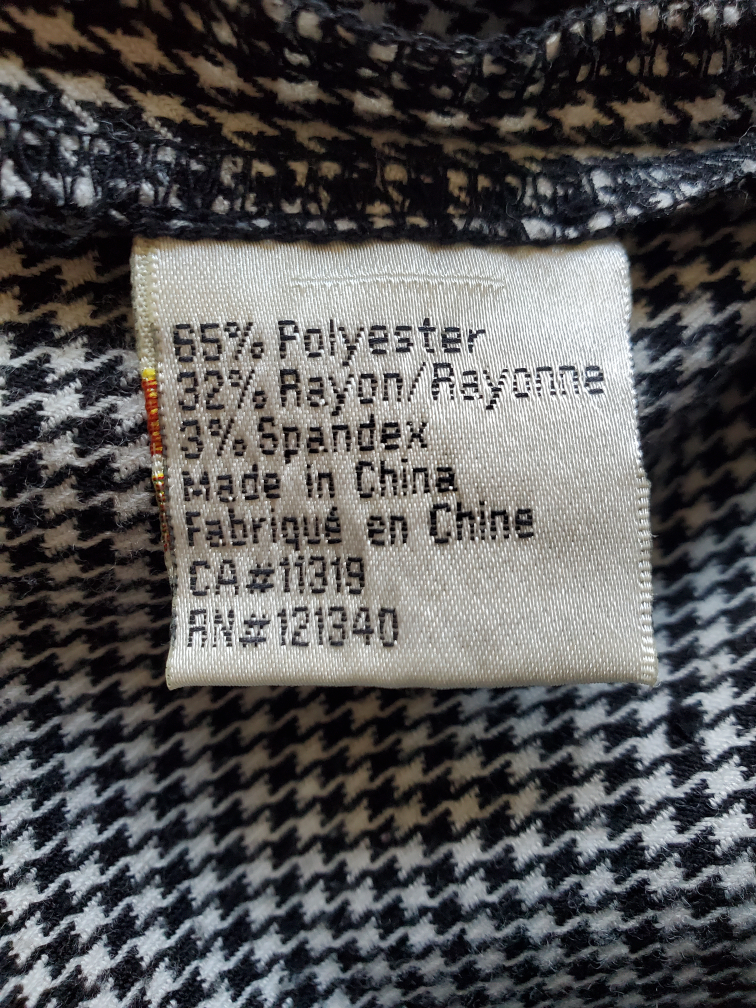 65% Polyester
32% Rayon/Rayonne
3% Spandex
Made in China
Fabriqué en Chine
CA#11319
RN#121340